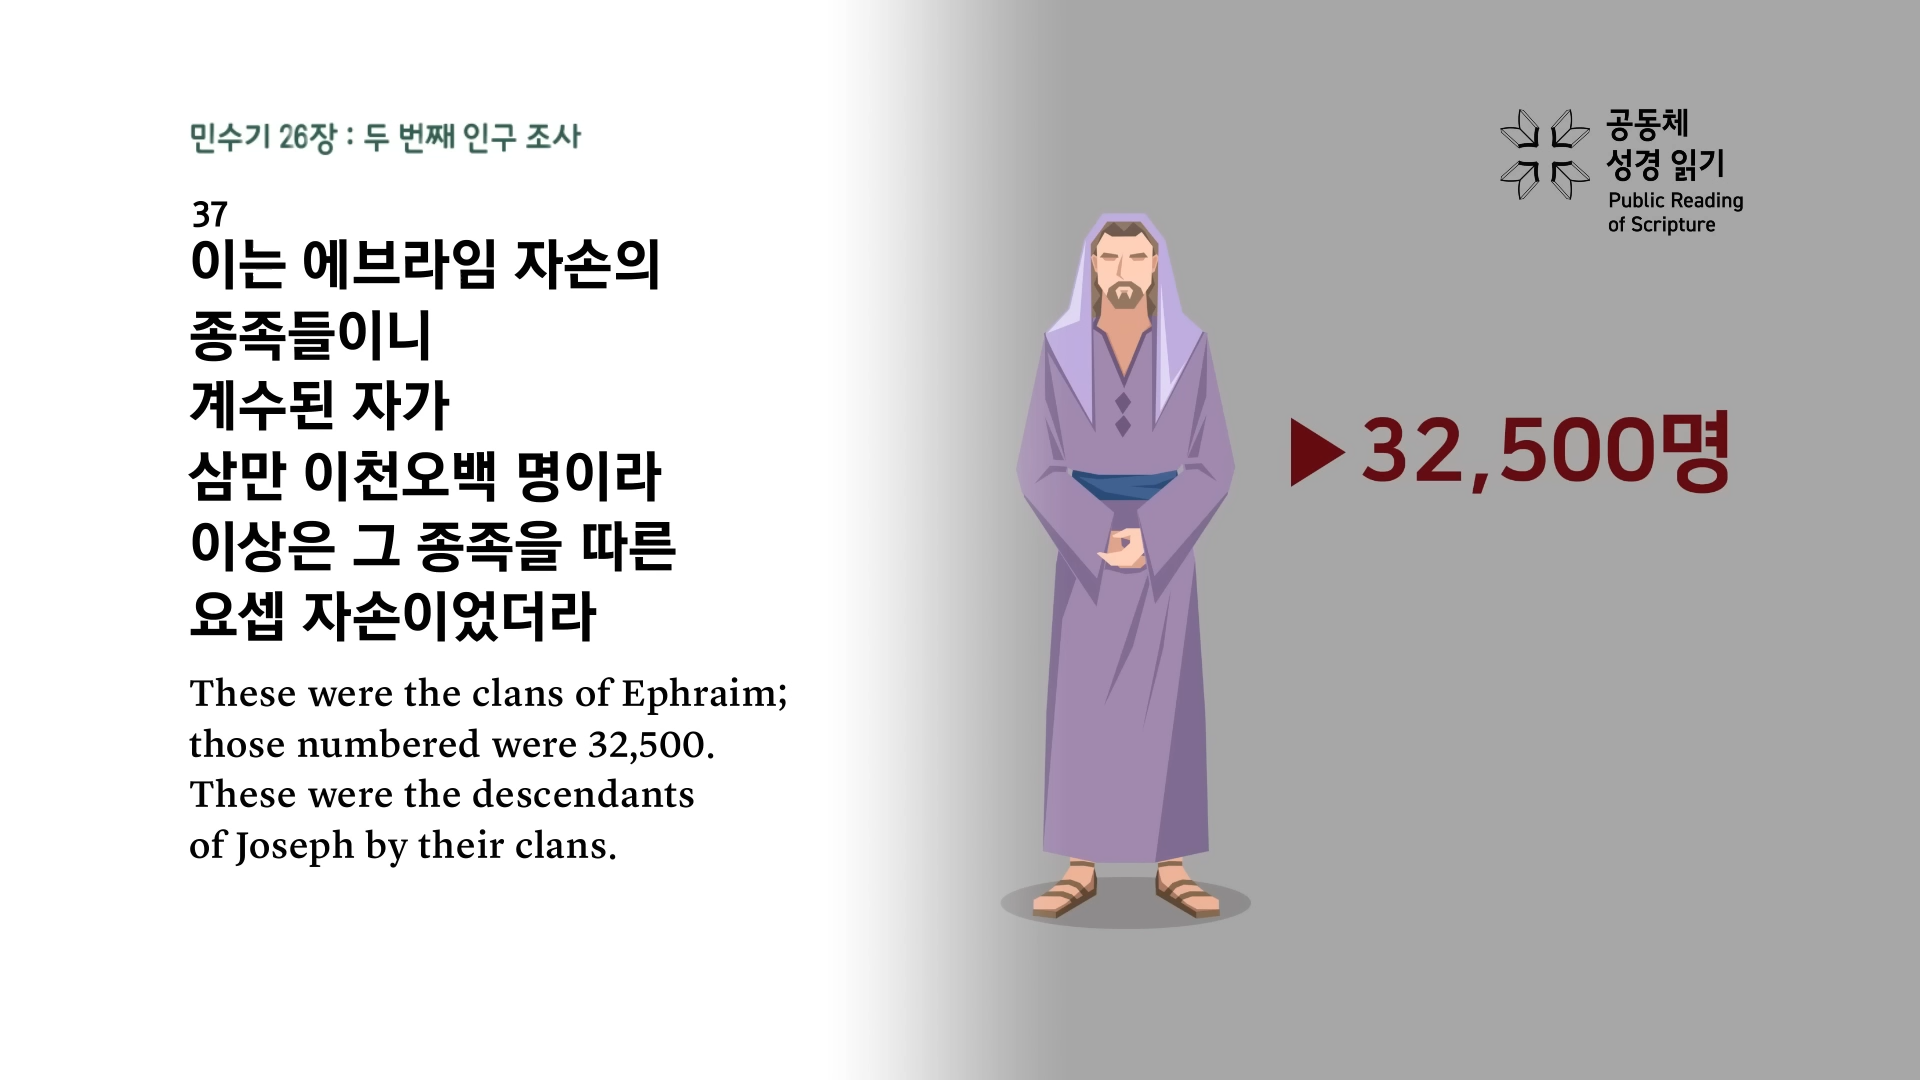 민수기 26장 : 두 번째 인구 조사
37
이는 에브라임 자손의
종족들이니
계수된 자가
삼만 이천오백 명이라
이상은 그 종족을 따른
요셉 자손이었더라
These were the clans of Ephraim;
those numbered were 32,500.
These were the descendants
of Joseph by their clans.
▶32,500명
공동체
성경 읽기
Public Reading
of Scripture